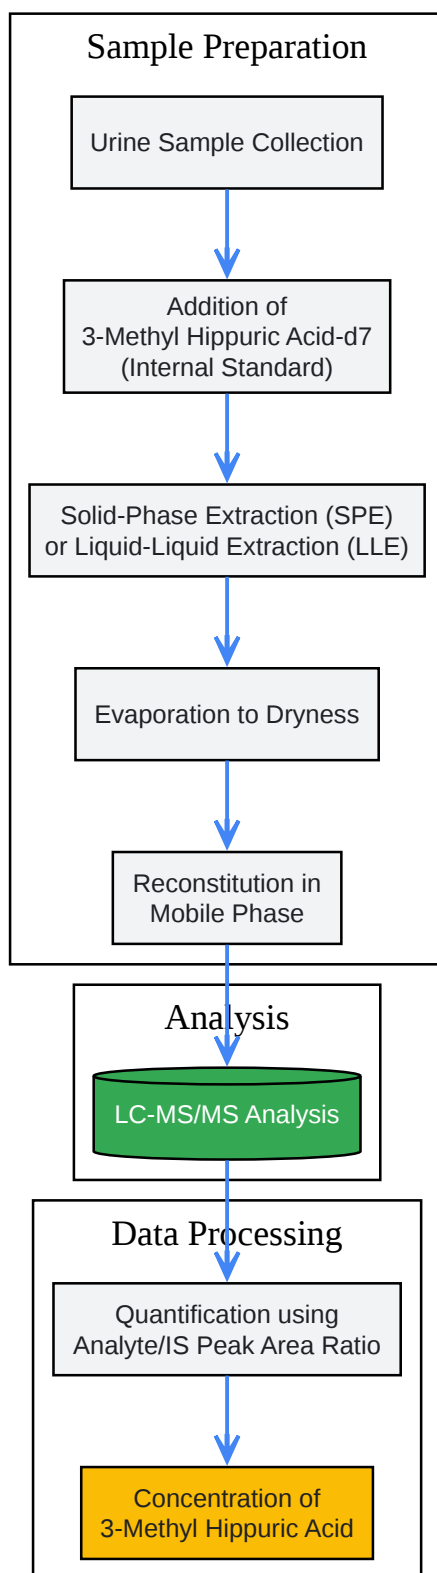 Sample Preparation
Urine Sample Collection
Addition of
3-Methyl Hippuric Acid-d7
(Internal Standard)
Solid-Phase Extraction (SPE)
or Liquid-Liquid Extraction (LLE)
Evaporation to Dryness
Reconstitution in
Mobile Phase
Analysis
LC-MS/MS Analysis
Data Processing
Quantification using
Analyte/IS Peak Area Ratio
Concentration of
3-Methyl Hippuric Acid